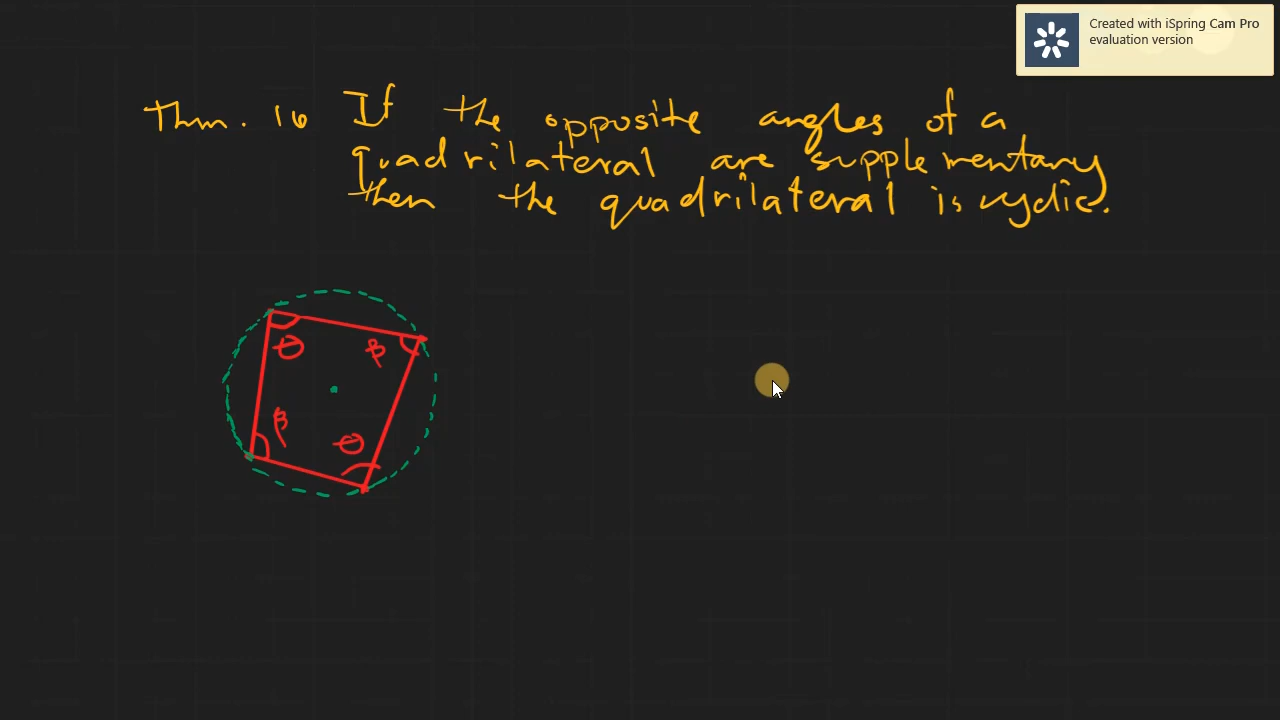 Created with iSpring Cam Pro
evaluation version
Thm. 16 If the opposite angles of a
quadrilateral are supplementary
then the quadrilateral is cyclic.
θ β
β θ